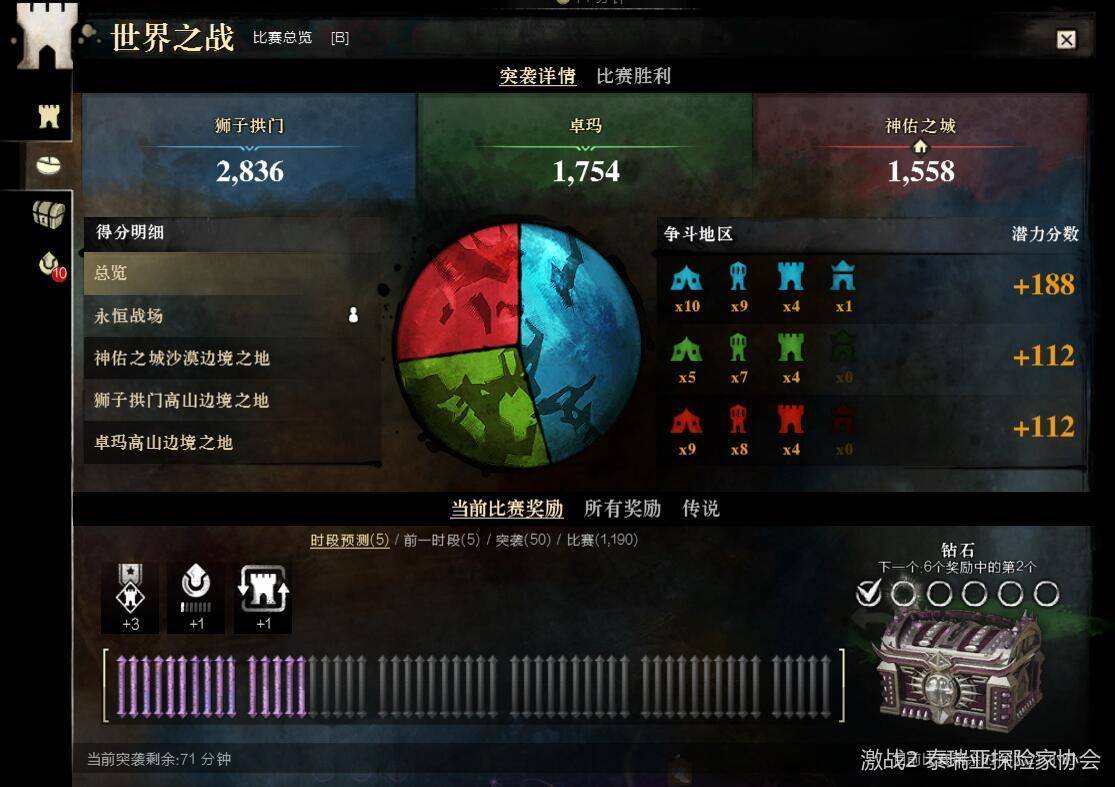 世界之战 比赛总览 [B]
突袭详情 比赛胜利
狮子拱门 卓玛 神佑之城
2,836 1,754 1,558
得分明细 争斗地区 潜力分数
总览
永恒战场
神佑之城沙漠边境之地
狮子拱门高山边境之地
卓玛高山边境之地
x10 x9 x4 x1 +188
x5 x7 x4 x0 +112
x9 x8 x4 x0 +112
10
当前比赛奖励 所有奖励 传说
时段预测(5) / 前一时段(5) / 突袭(50) / 比赛(1,190)
钻石
下一个:6个奖励中的第2个
+3 +1 +1
当前突袭剩余:71 分钟
激战2 泰瑞亚探险家协会